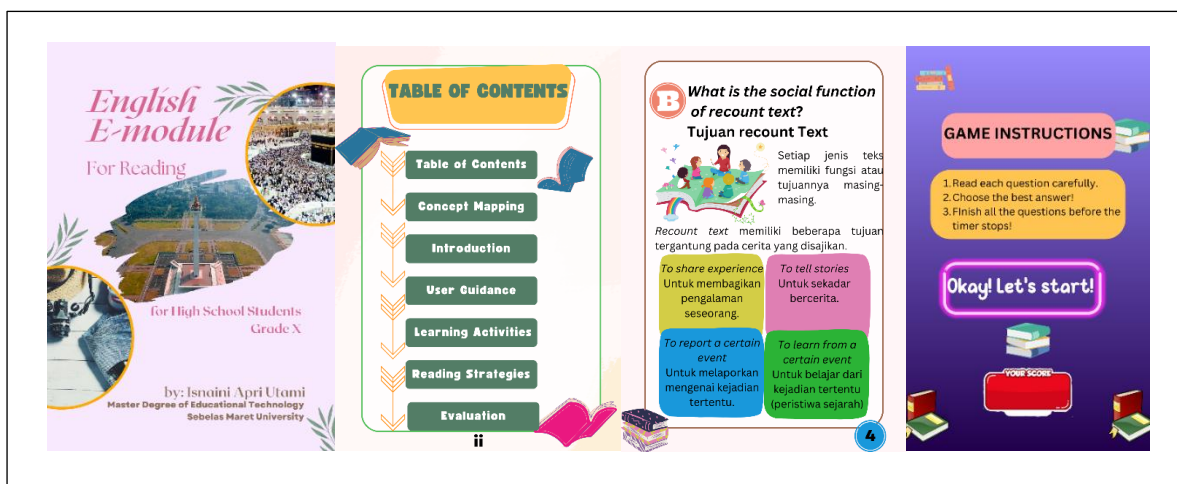 English
E-module
For Reading
for High School Students
Grade X
by: Isnaini Apri Utami
Master Degree of Educational Technology
Sebelas Maret University
TABLE OF CONTENTS
Table of Contents
Concept Mapping
Introduction
User Guidance
Learning Activities
Reading Strategies
Evaluation
ii
B
What is the social function
of recount text?
Tujuan recount Text
Setiap jenis teks
memiliki fungsi atau
tujuannya masing-
masing.
Recount text memiliki beberapa tujuan
tergantung pada cerita yang disajikan.
To share experience
Untuk membagikan
pengalaman
seseorang.
To tell stories
Untuk sekadar
bercerita.
To report a certain
event
Untuk melaporkan
mengenai kejadian
tertentu.
To learn from a
certain event
Untuk belajar dari
kejadian tertentu
(peristiwa sejarah)
4
GAME INSTRUCTIONS
1. Read each question carefully.
2. Choose the best answer!
3. FInish all the questions before the
timer stops!
Okay! Let's start!
YOUR SCORE